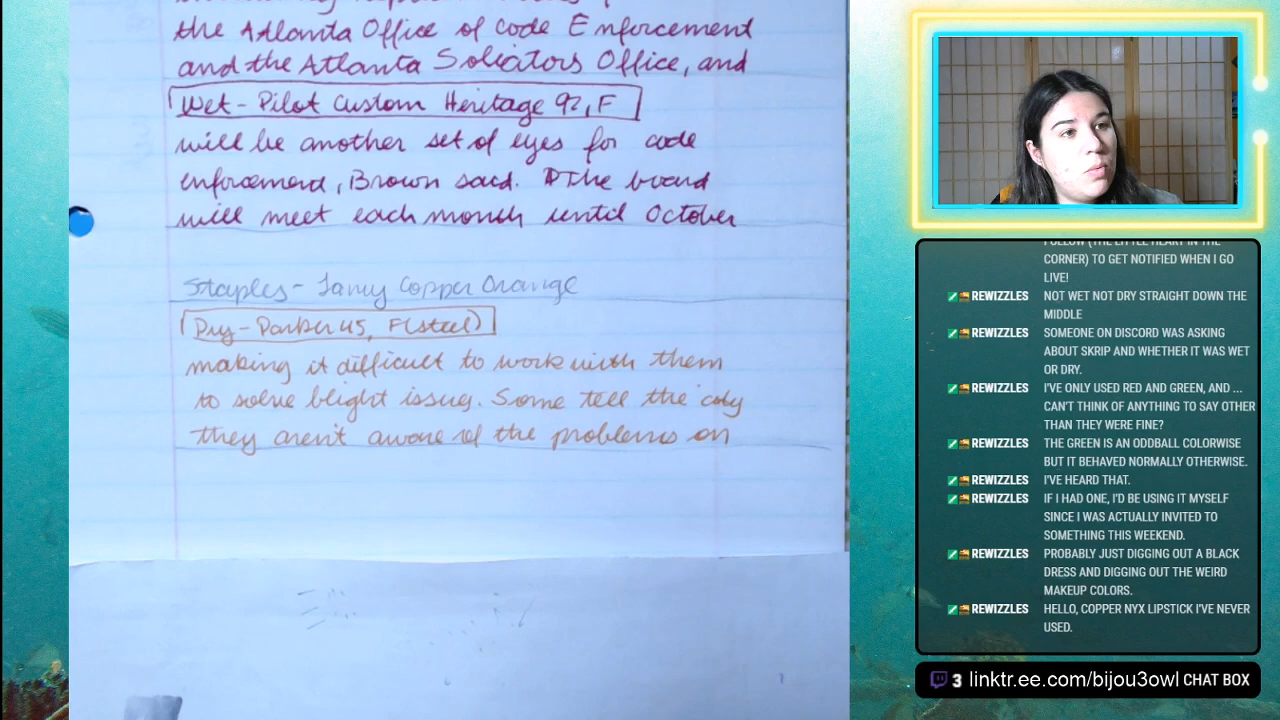 the Atlanta Office of code Enforcement
and the Atlanta Soliciators Office, and
Wet - Pilot Custom Heritage 92, F
will be another set of eyes for code
enforcement, Brown said. The board
will meet each month until October
Staples - Lamy Copper Orange
Dry - Parker 45, F (steel)
making it difficult to work with them
to solve blight issues. Some tell the city
they aren't aware of the problems on
FOLLOW (THE LITTLE HEART IN THE
CORNER) TO GET NOTIFIED WHEN I GO
LIVE!
REWIZZLES NOT WET NOT DRY STRAIGHT DOWN THE
MIDDLE
REWIZZLES SOMEONE ON DISCORD WAS ASKING
ABOUT SKRIP AND WHETHER IT WAS WET
OR DRY.
REWIZZLES I'VE ONLY USED RED AND GREEN, AND ...
CAN'T THINK OF ANYTHING TO SAY OTHER
THAN THEY WERE FINE?
REWIZZLES THE GREEN IS AN ODDBALL COLORWISE
BUT IT BEHAVED NORMALLY OTHERWISE.
REWIZZLES I'VE HEARD THAT.
REWIZZLES IF I HAD ONE, I'D BE USING IT MYSELF
SINCE I WAS ACTUALLY INVITED TO
SOMETHING THIS WEEKEND.
REWIZZLES PROBABLY JUST DIGGING OUT A BLACK
DRESS AND DIGGING OUT THE WEIRD
MAKEUP COLORS.
REWIZZLES HELLO, COPPER NYX LIPSTICK I'VE NEVER
USED.
3 linktr.ee.com/bijou3owl CHAT BOX